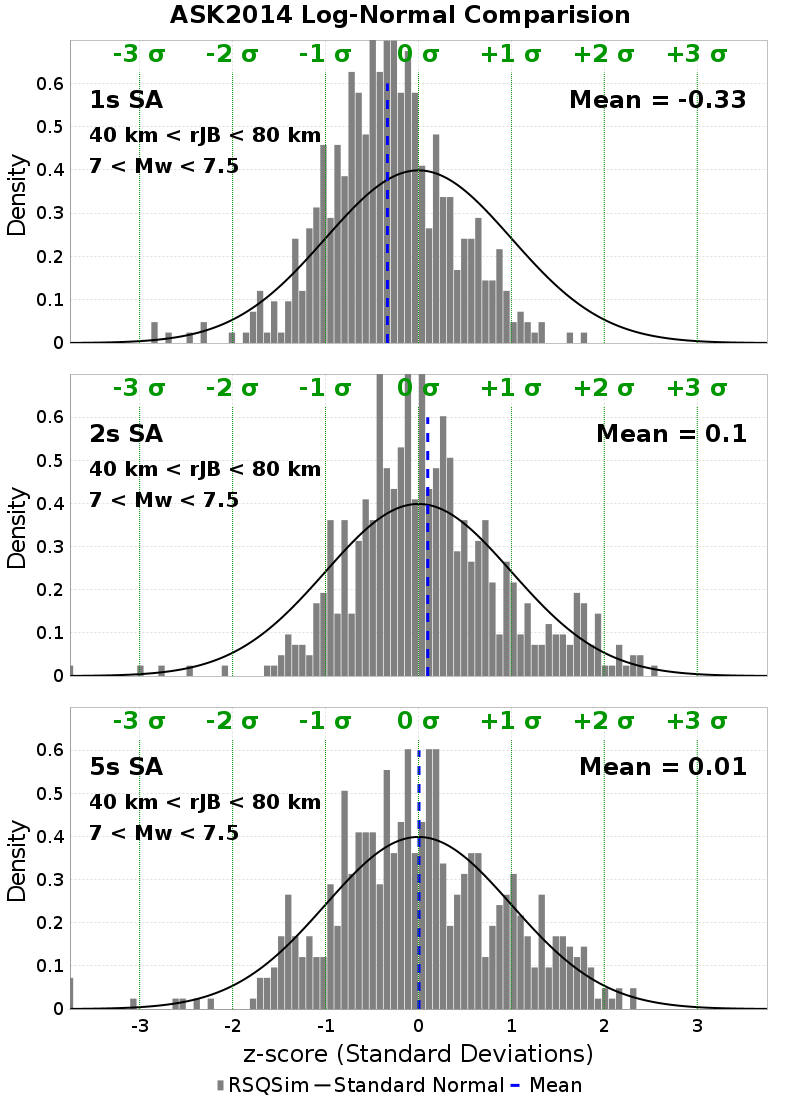 ASK2014 Log-Normal Comparision
-3 σ -2 σ -1 σ 0 σ +1 σ +2 σ +3 σ
1s SA
Mean = -0.33
40 km < rJB < 80 km
7 < Mw < 7.5
Density
0.6
0.5
0.4
0.3
0.2
0.1
0
-3 σ -2 σ -1 σ 0 σ +1 σ +2 σ +3 σ
2s SA
Mean = 0.1
40 km < rJB < 80 km
7 < Mw < 7.5
Density
0.6
0.5
0.4
0.3
0.2
0.1
0
-3 σ -2 σ -1 σ 0 σ +1 σ +2 σ +3 σ
5s SA
Mean = 0.01
40 km < rJB < 80 km
7 < Mw < 7.5
Density
0.6
0.5
0.4
0.3
0.2
0.1
0
-3 -2 -1 0 1 2 3
z-score (Standard Deviations)
RSQSim Standard Normal Mean